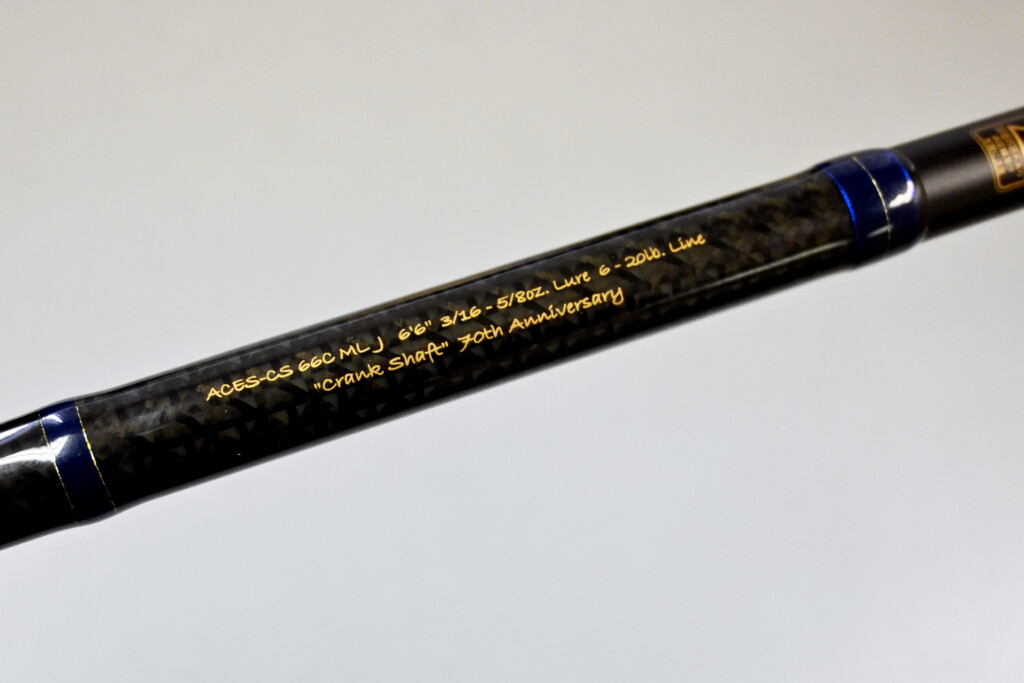 ACES-CS 66C ML J 6'6" 3/16 - 5/8oz. Lure 6 - 20lb. Line
"Crank Shaft" 70th Anniversary